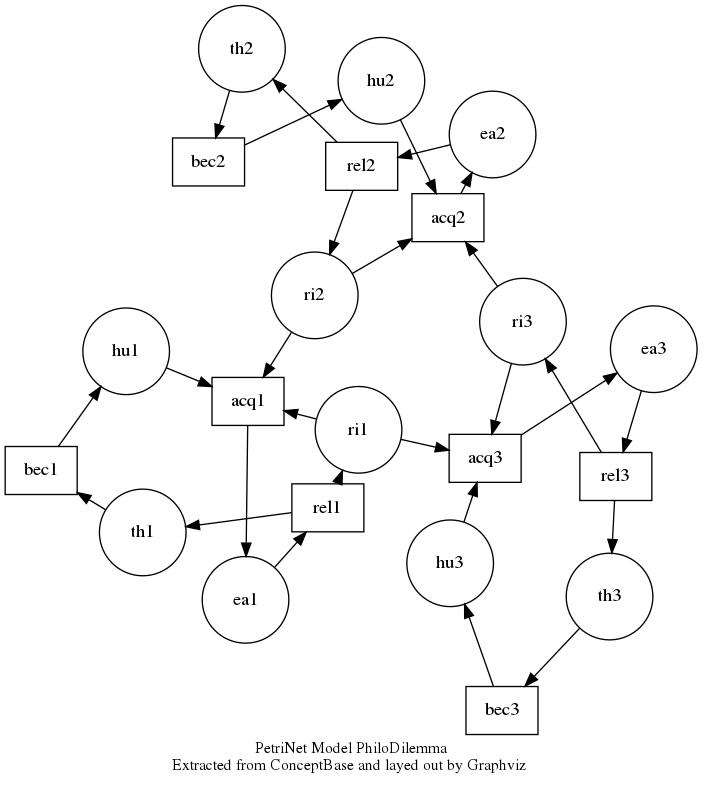 th2
hu2
ea2
bec2
rel2
acq2
ri2
ri3
hu1
ea3
acq1
ri1
acq3
bec1
rel3
rel1
th1
hu3
ea1
th3
bec3
PetriNet Model PhiloDilemma
Extracted from ConceptBase and layed out by Graphviz